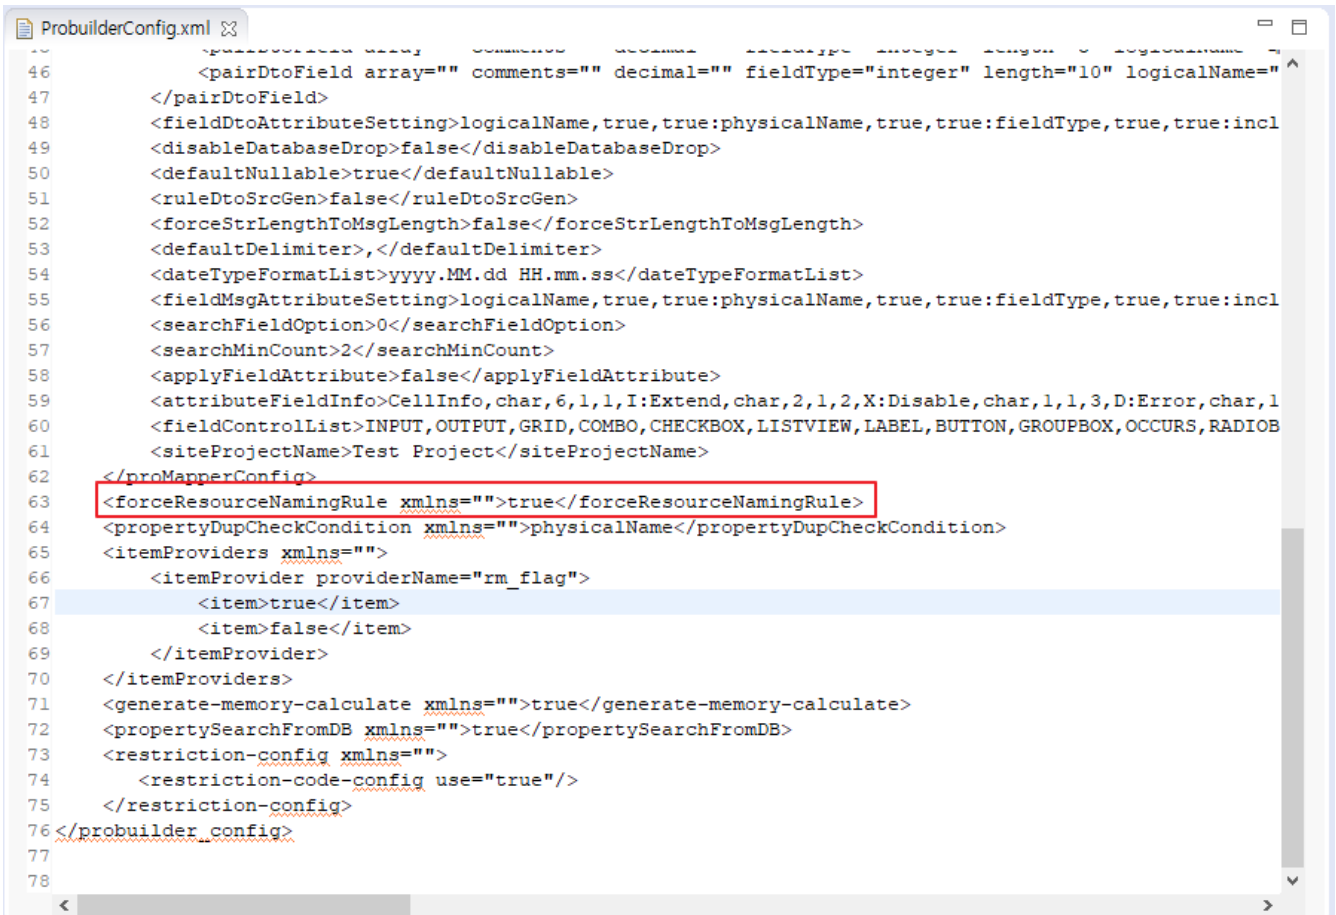 ProbuilderConfig.xml
46 <pairDtoField array="" comments="" decimal="" fieldType="integer" length="10" logicalName="
47 </pairDtoField>
48 <fieldDtoAttributeSetting>logicalName,true,true:physicalName,true,true:fieldType,true,true:incl
49 <disableDatabaseDrop>false</disableDatabaseDrop>
50 <defaultNullable>true</defaultNullable>
51 <ruleDtoSrcGen>false</ruleDtoSrcGen>
52 <forceStrLengthToMsgLength>false</forceStrLengthToMsgLength>
53 <defaultDelimiter>,</defaultDelimiter>
54 <dateTypeFormatList>yyyy.MM.dd HH.mm.ss</dateTypeFormatList>
55 <fieldMsgAttributeSetting>logicalName,true,true:physicalName,true,true:fieldType,true,true:incl
56 <searchFieldOption>0</searchFieldOption>
57 <searchMinCount>2</searchMinCount>
58 <applyFieldAttribute>false</applyFieldAttribute>
59 <attributeFieldInfo>CellInfo,char,6,1,1,I:Extend,char,2,1,2,X:Disable,char,1,1,3,D:Error,char,1
60 <fieldControlList>INPUT,OUTPUT,GRID,COMBO,CHECKBOX,LISTVIEW,LABEL,BUTTON,GROUPBOX,OCCURS,RADIOB
61 <siteProjectName>Test Project</siteProjectName>
62 </proMapperConfig>
63 <forceResourceNamingRule xmlns="">true</forceResourceNamingRule>
64 <propertyDupCheckCondition xmlns="">physicalName</propertyDupCheckCondition>
65 <itemProviders xmlns="">
66 <itemProvider providerName="rm_flag">
67 <item>true</item>
68 <item>false</item>
69 </itemProvider>
70 </itemProviders>
71 <generate-memory-calculate xmlns="">true</generate-memory-calculate>
72 <propertySearchFromDB xmlns="">true</propertySearchFromDB>
73 <restriction-config xmlns="">
74 <restriction-code-config use="true"/>
75 </restriction-config>
76 </probuilder_config>
77
78